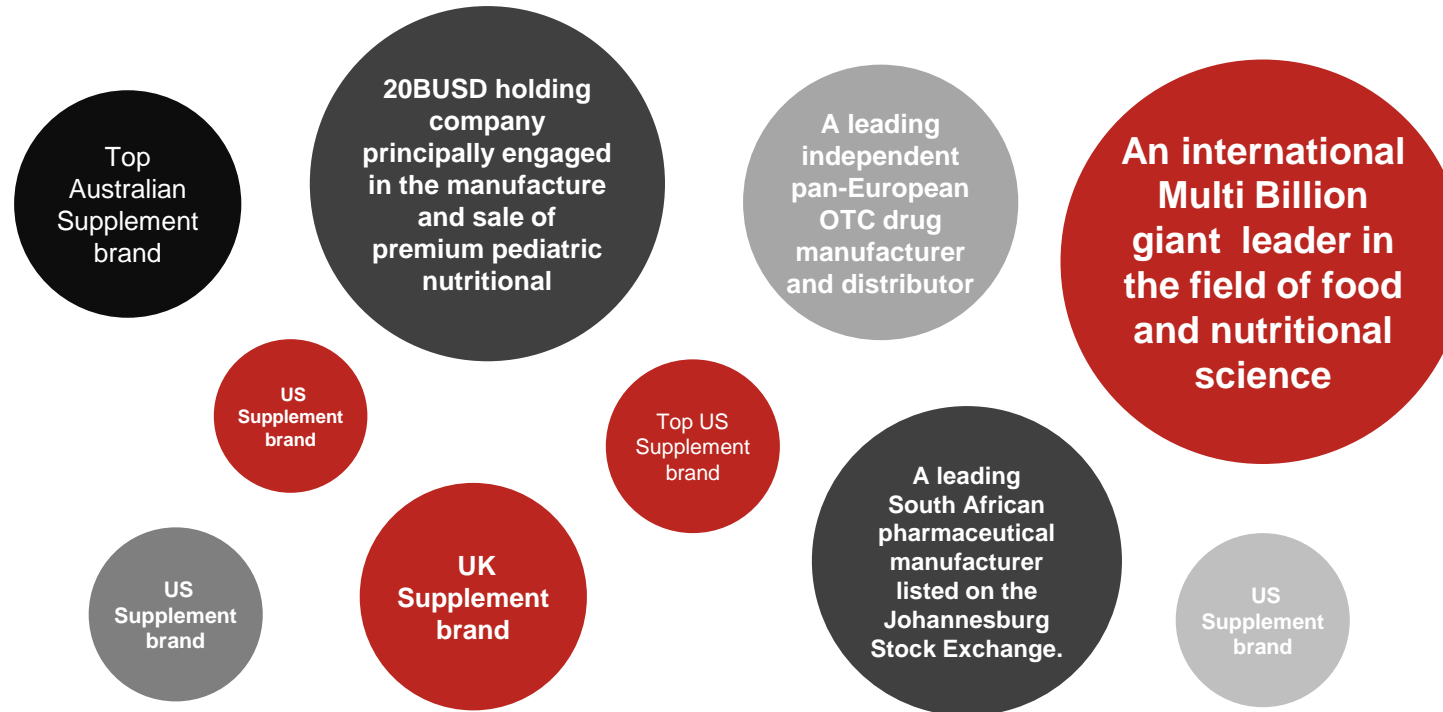 Top
Australian
Supplement
brand
20BUSD holding
company
principally engaged
in the manufacture
and sale of
premium pediatric
nutritional
A leading
independent
pan-European
OTC drug
manufacturer
and distributor
An international
Multi Billion
giant  leader in
the field of food
and nutritional
science
US
Supplement
brand
Top US
Supplement
brand
A leading
South African
pharmaceutical
manufacturer
listed on the
Johannesburg
Stock Exchange.
US
Supplement
brand
UK
Supplement
brand
US
Supplement
brand